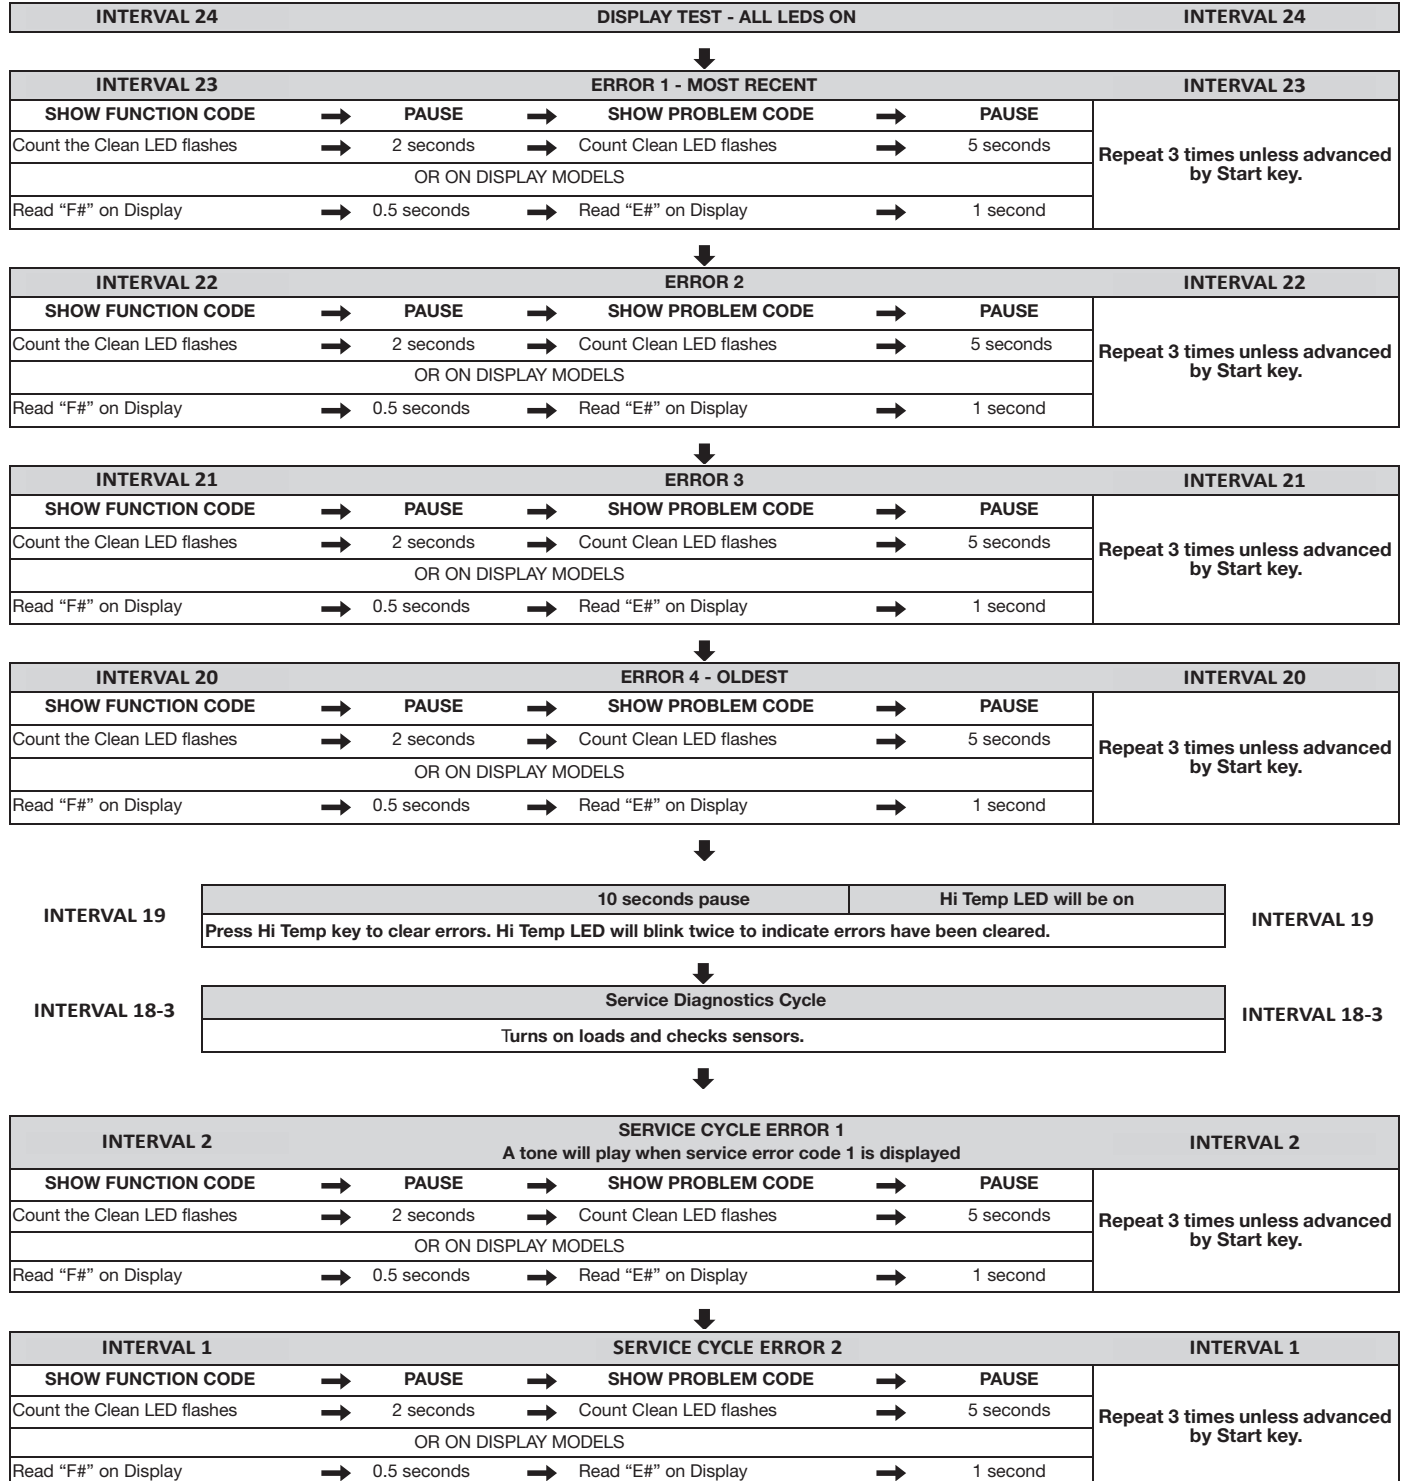 INTERVAL 24 DISPLAY TEST - ALL LEDS ON INTERVAL 24
INTERVAL 23 ERROR 1 - MOST RECENT INTERVAL 23
SHOW FUNCTION CODE PAUSE SHOW PROBLEM CODE PAUSE
Count the Clean LED flashes 2 seconds Count Clean LED flashes 5 seconds
OR ON DISPLAY MODELS
Read “F#” on Display 0.5 seconds Read “E#” on Display 1 second
Repeat 3 times unless advanced
by Start key.
INTERVAL 22 ERROR 2 INTERVAL 22
SHOW FUNCTION CODE PAUSE SHOW PROBLEM CODE PAUSE
Count the Clean LED flashes 2 seconds Count Clean LED flashes 5 seconds
OR ON DISPLAY MODELS
Read “F#” on Display 0.5 seconds Read “E#” on Display 1 second
Repeat 3 times unless advanced
by Start key.
INTERVAL 21 ERROR 3 INTERVAL 21
SHOW FUNCTION CODE PAUSE SHOW PROBLEM CODE PAUSE
Count the Clean LED flashes 2 seconds Count Clean LED flashes 5 seconds
OR ON DISPLAY MODELS
Read “F#” on Display 0.5 seconds Read “E#” on Display 1 second
Repeat 3 times unless advanced
by Start key.
INTERVAL 20 ERROR 4 - OLDEST INTERVAL 20
SHOW FUNCTION CODE PAUSE SHOW PROBLEM CODE PAUSE
Count the Clean LED flashes 2 seconds Count Clean LED flashes 5 seconds
OR ON DISPLAY MODELS
Read “F#” on Display 0.5 seconds Read “E#” on Display 1 second
Repeat 3 times unless advanced
by Start key.
INTERVAL 19
10 seconds pause Hi Temp LED will be on
Press Hi Temp key to clear errors. Hi Temp LED will blink twice to indicate errors have been cleared.
INTERVAL 19
INTERVAL 18-3
Service Diagnostics Cycle
Turns on loads and checks sensors.
INTERVAL 18-3
INTERVAL 2
SERVICE CYCLE ERROR 1
A tone will play when service error code 1 is displayed
INTERVAL 2
SHOW FUNCTION CODE PAUSE SHOW PROBLEM CODE PAUSE
Count the Clean LED flashes 2 seconds Count Clean LED flashes 5 seconds
OR ON DISPLAY MODELS
Read “F#” on Display 0.5 seconds Read “E#” on Display 1 second
Repeat 3 times unless advanced
by Start key.
INTERVAL 1 SERVICE CYCLE ERROR 2 INTERVAL 1
SHOW FUNCTION CODE PAUSE SHOW PROBLEM CODE PAUSE
Count the Clean LED flashes 2 seconds Count Clean LED flashes 5 seconds
OR ON DISPLAY MODELS
Read “F#” on Display 0.5 seconds Read “E#” on Display 1 second
Repeat 3 times unless advanced
by Start key.